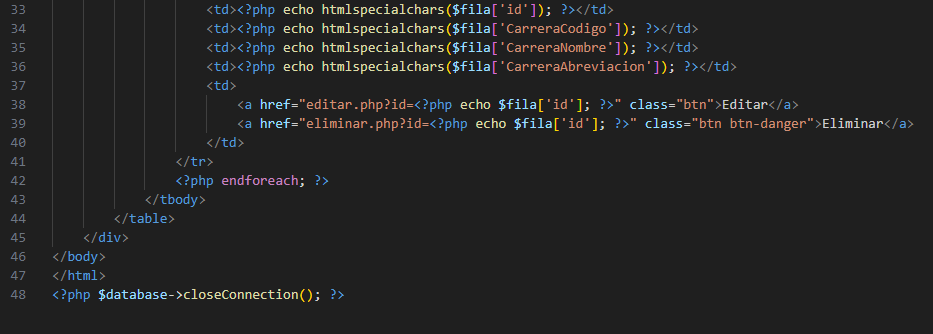 33 <td><?php echo htmlspecialchars($fila['id']); ?></td>
34 <td><?php echo htmlspecialchars($fila['CarreraCodigo']); ?></td>
35 <td><?php echo htmlspecialchars($fila['CarreraNombre']); ?></td>
36 <td><?php echo htmlspecialchars($fila['CarreraAbreviacion']); ?></td>
37 <td>
38 <a href="editar.php?id=<?php echo $fila['id']; ?>" class="btn">Editar</a>
39 <a href="eliminar.php?id=<?php echo $fila['id']; ?>" class="btn btn-danger">Eliminar</a>
40 </td>
41 </tr>
42 <?php endforeach; ?>
43 </tbody>
44 </table>
45 </div>
46 </body>
47 </html>
48 <?php $database->closeConnection(); ?>